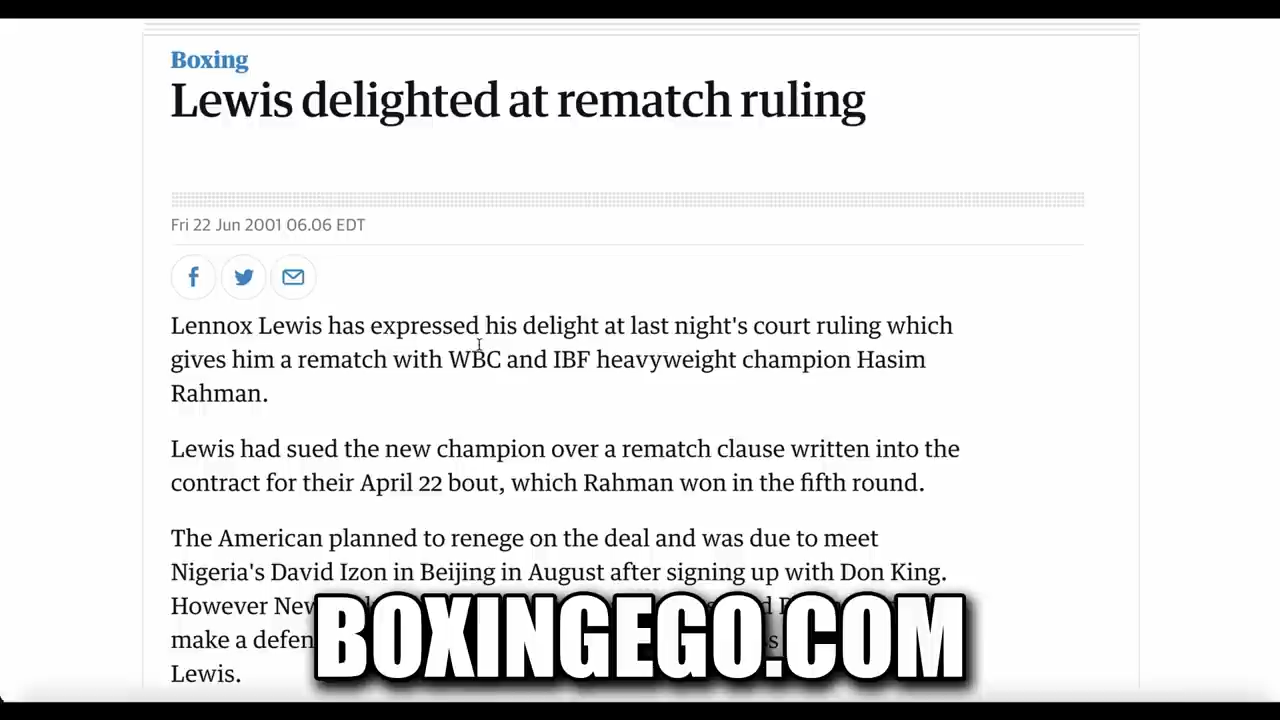 Boxing
Lewis delighted at rematch ruling
Fri 22 Jun 2001 06.06 EDT
Lennox Lewis has expressed his delight at last night's court ruling which
gives him a rematch with WBC and IBF heavyweight champion Hasim
Rahman.
Lewis had sued the new champion over a rematch clause written into the
contract for their April 22 bout, which Rahman won in the fifth round.
The American planned to renege on the deal and was due to meet
Nigeria's David Izon in Beijing in August after signing up with Don King.
However
make a
Lewis.
BOXINGEGO.COM